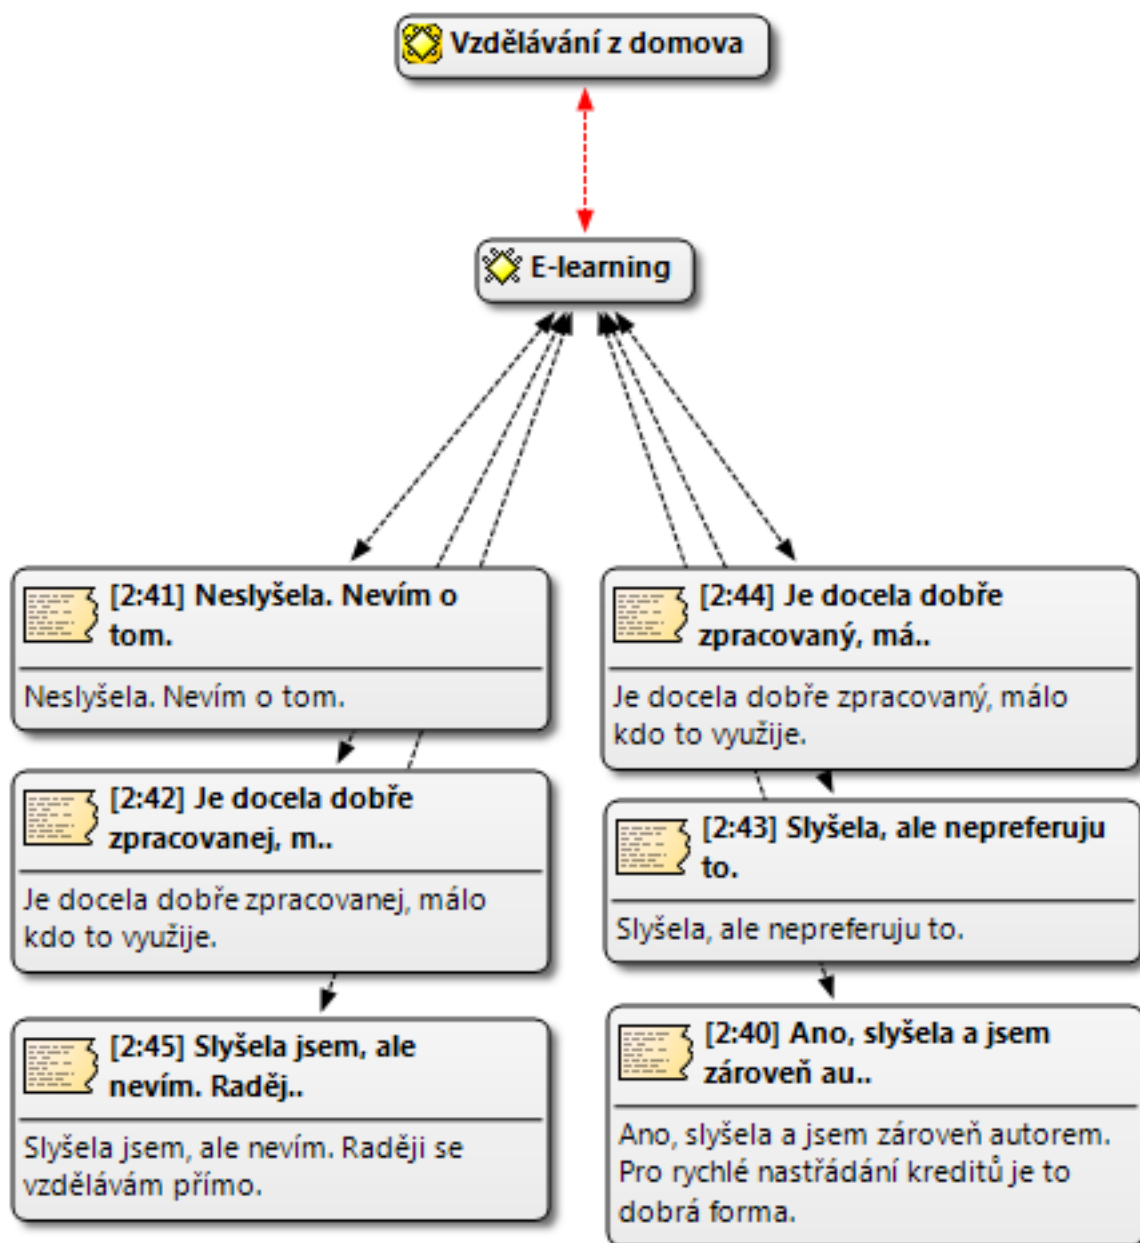 Vzdělávání z domova
E-learning
[2:41] Neslyšela. Nevím o
tom.
Neslyšela. Nevím o tom.
[2:42] Je docela dobře
zpracovanej, m..
Je docela dobře zpracovanej, málo
kdo to využije.
[2:45] Slyšela jsem, ale
nevím. Raděj..
Slyšela jsem, ale nevím. Raději se
vzdělávám přímo.
[2:44] Je docela dobře
zpracovaný, má..
Je docela dobře zpracovaný, málo
kdo to využije.
[2:43] Slyšela, ale nepreferuju
to.
Slyšela, ale nepreferuju to.
[2:40] Ano, slyšela a jsem
zároveň au..
Ano, slyšela a jsem zároveň autorem.
Pro rychlé nastřádání kreditů je to
dobrá forma.